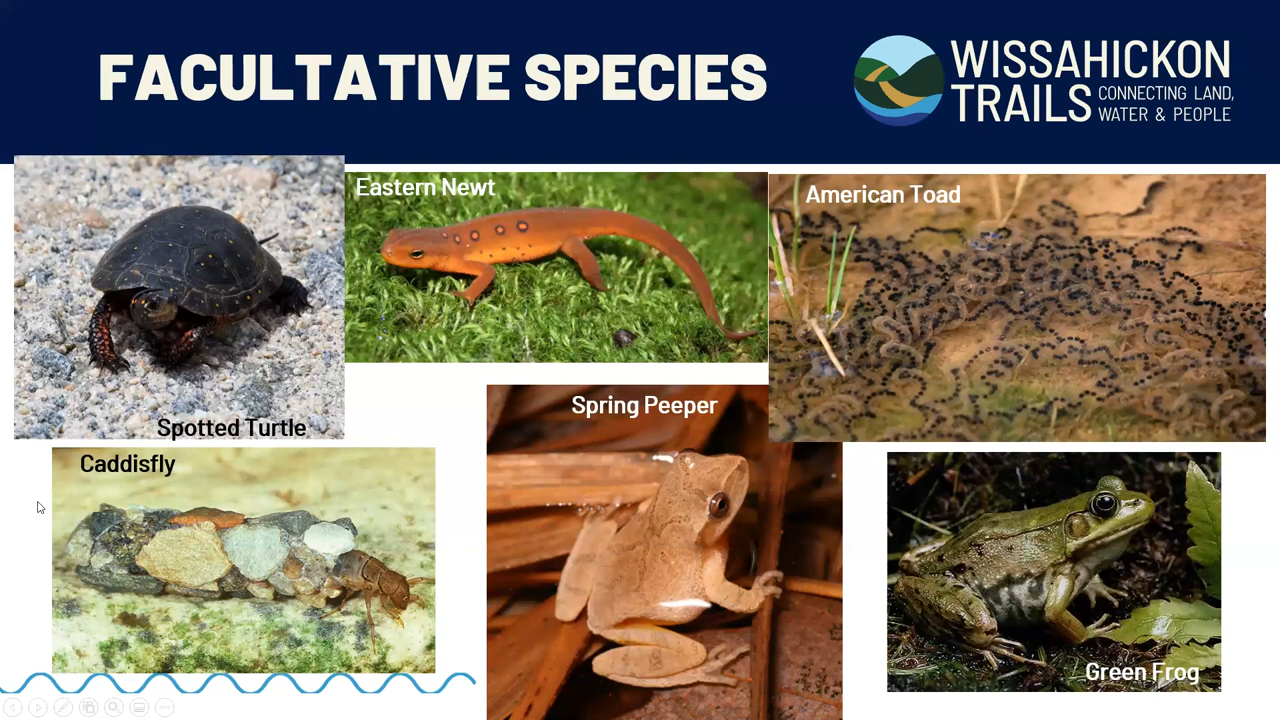 FACULTATIVE SPECIES
WISSAHICKON
TRAILS
CONNECTING LAND,
WATER & PEOPLE
Eastern Newt
American Toad
Spotted Turtle
Spring Peeper
Caddisfly
Green Frog